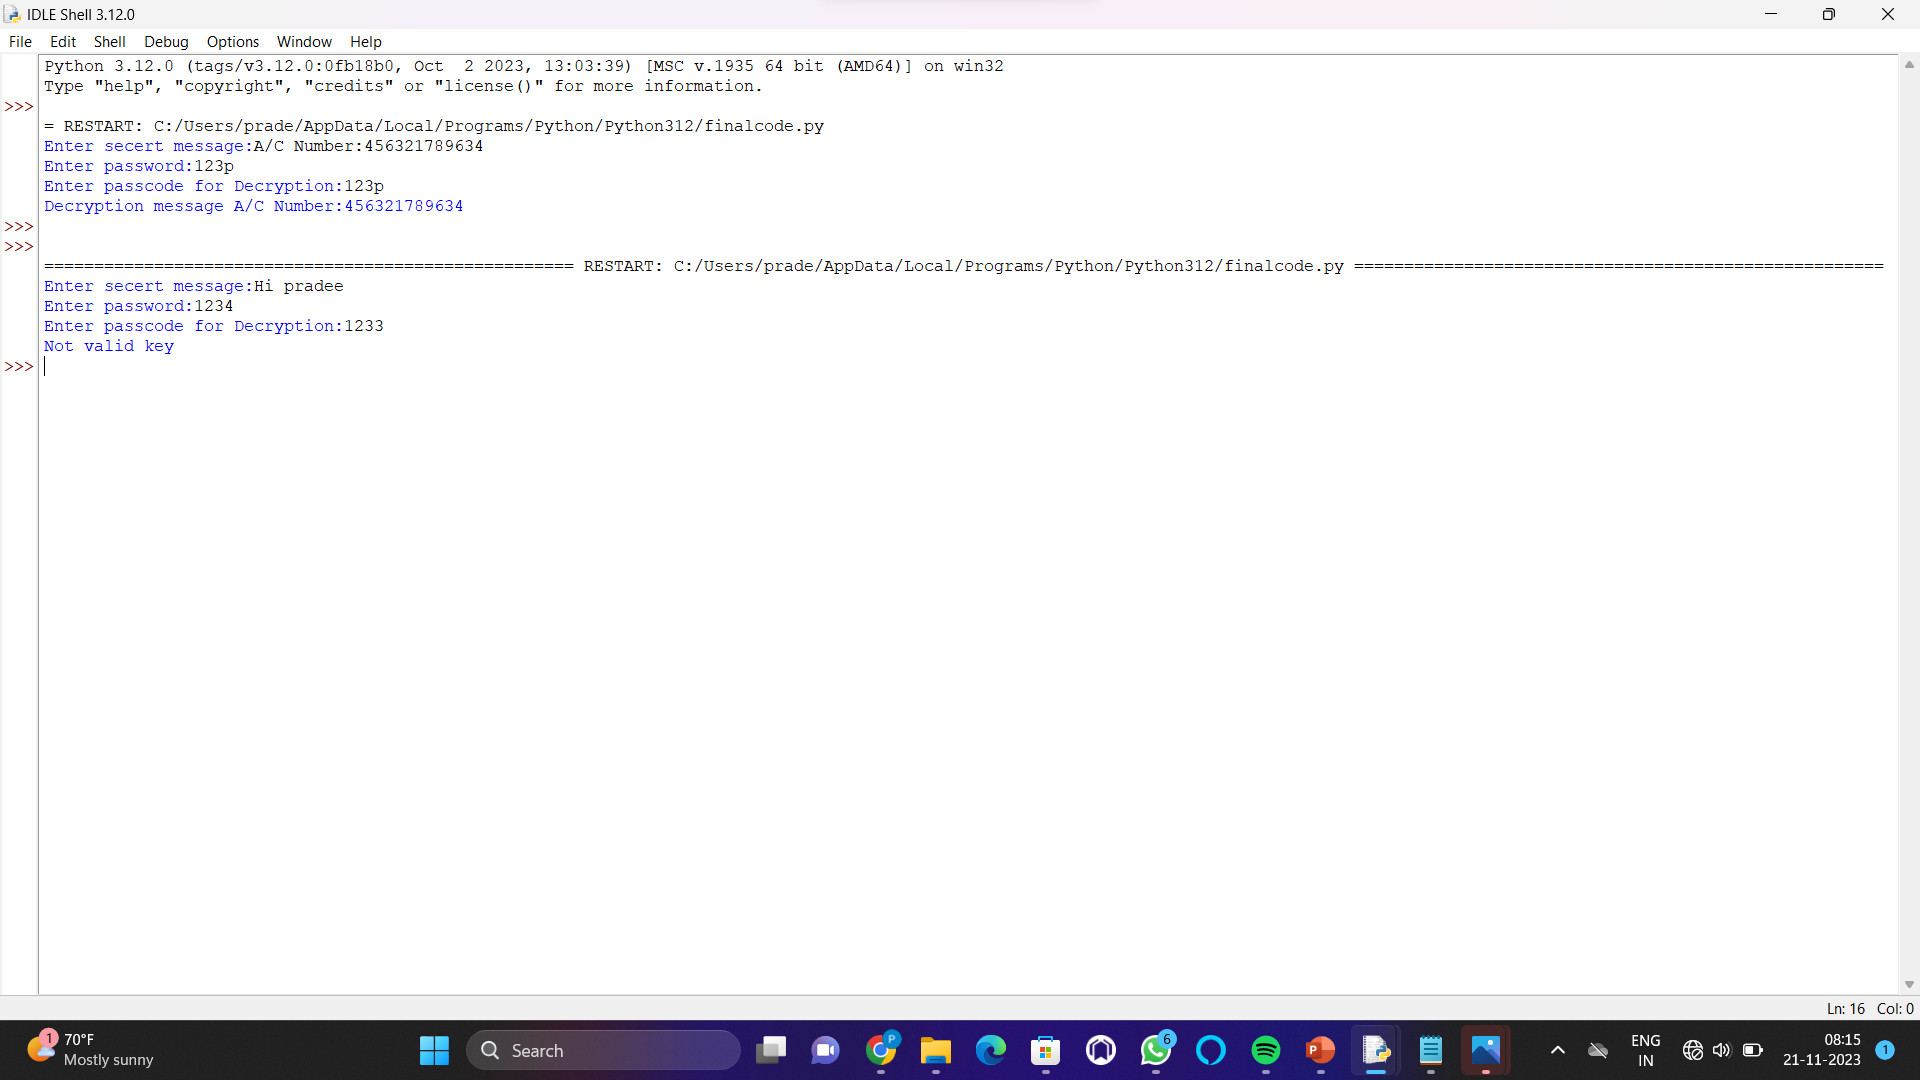 IDLE Shell 3.12.0
File Edit Shell Debug Options Window Help
Python 3.12.0 (tags/v3.12.0:0fb18b0, Oct  2 2023, 13:03:39) [MSC v.1935 64 bit (AMD64)] on win32
Type "help", "copyright", "credits" or "license()" for more information.
>>>
= RESTART: C:/Users/prade/AppData/Local/Programs/Python/Python312/finalcode.py
Enter secert message:A/C Number:456321789634
Enter password:123p
Enter passcode for Decryption:123p
Decryption message A/C Number:456321789634
>>>
>>>
===================================================== RESTART: C:/Users/prade/AppData/Local/Programs/Python/Python312/finalcode.py =====================================================
Enter secert message:Hi pradee
Enter password:1234
Enter passcode for Decryption:1233
Not valid key
>>>
Ln: 16 Col: 0
1
70°F
Mostly sunny
Search
P
6
P
ENG
IN
08:15
21-11-2023
1